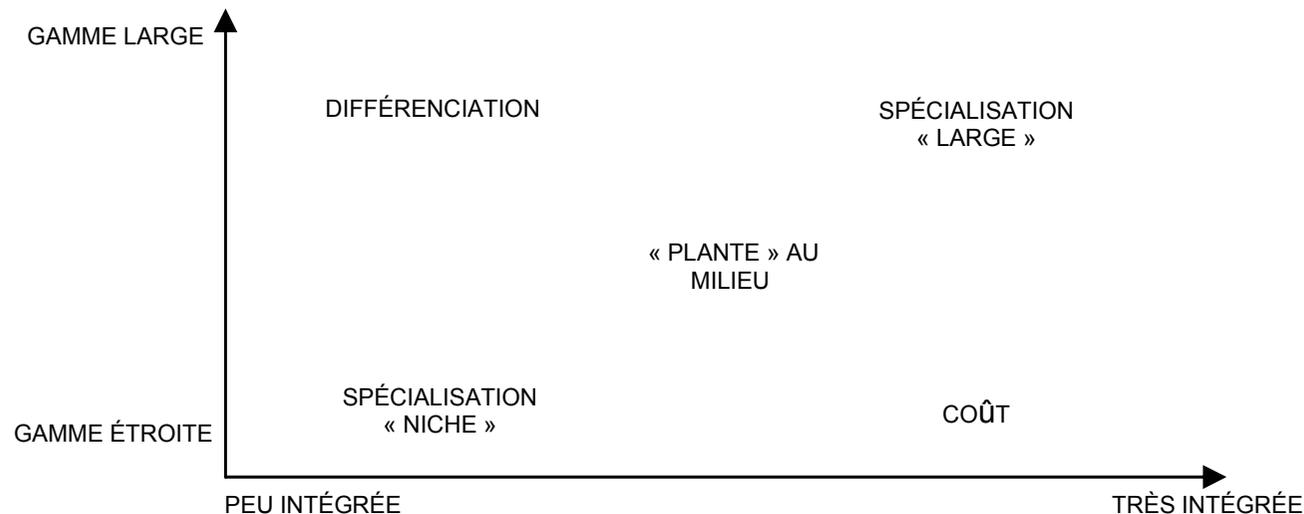 GAMME LARGE
DIFFÉRENCIATION
SPÉCIALISATION
« LARGE »
« PLANTE » AU
MILIEU
SPÉCIALISATION
« NICHE »
COÛT
GAMME ÉTROITE
PEU INTÉGRÉE
TRÈS INTÉGRÉE